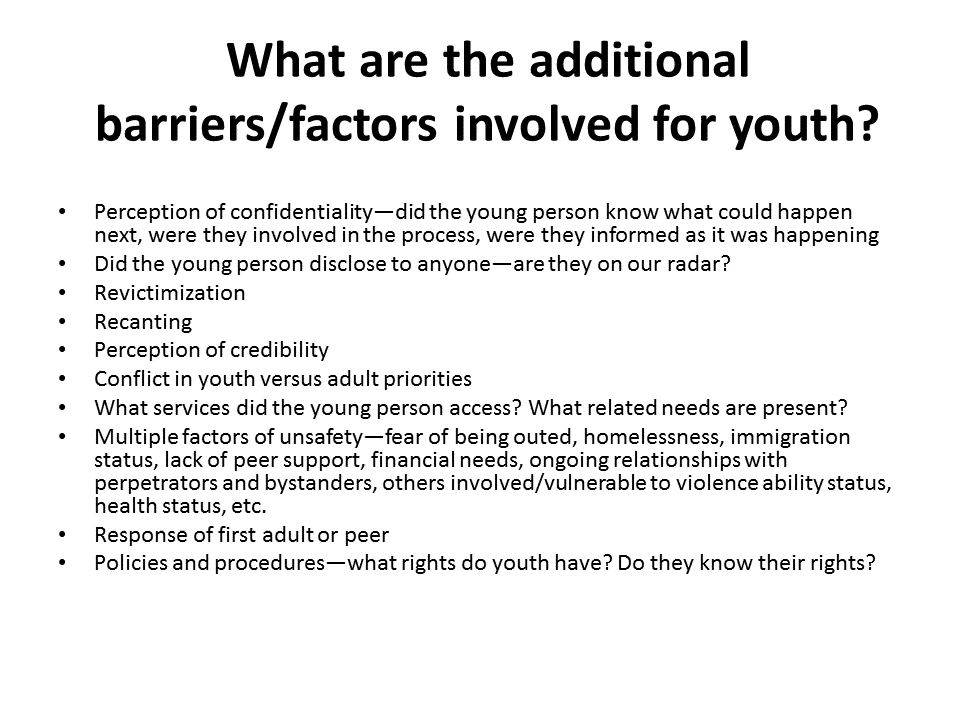 What are the additional
barriers/factors involved for youth?
• Perception of confidentiality—did the young person know what could happen
next, were they involved in the process, were they informed as it was happening
• Did the young person disclose to anyone—are they on our radar?
• Revictimization
• Recanting
• Perception of credibility
• Conflict in youth versus adult priorities
• What services did the young person access? What related needs are present?
• Multiple factors of unsafety—fear of being outed, homelessness, immigration
status, lack of peer support, financial needs, ongoing relationships with
perpetrators and bystanders, others involved/vulnerable to violence ability status,
health status, etc.
• Response of first adult or peer
• Policies and procedures—what rights do youth have? Do they know their rights?